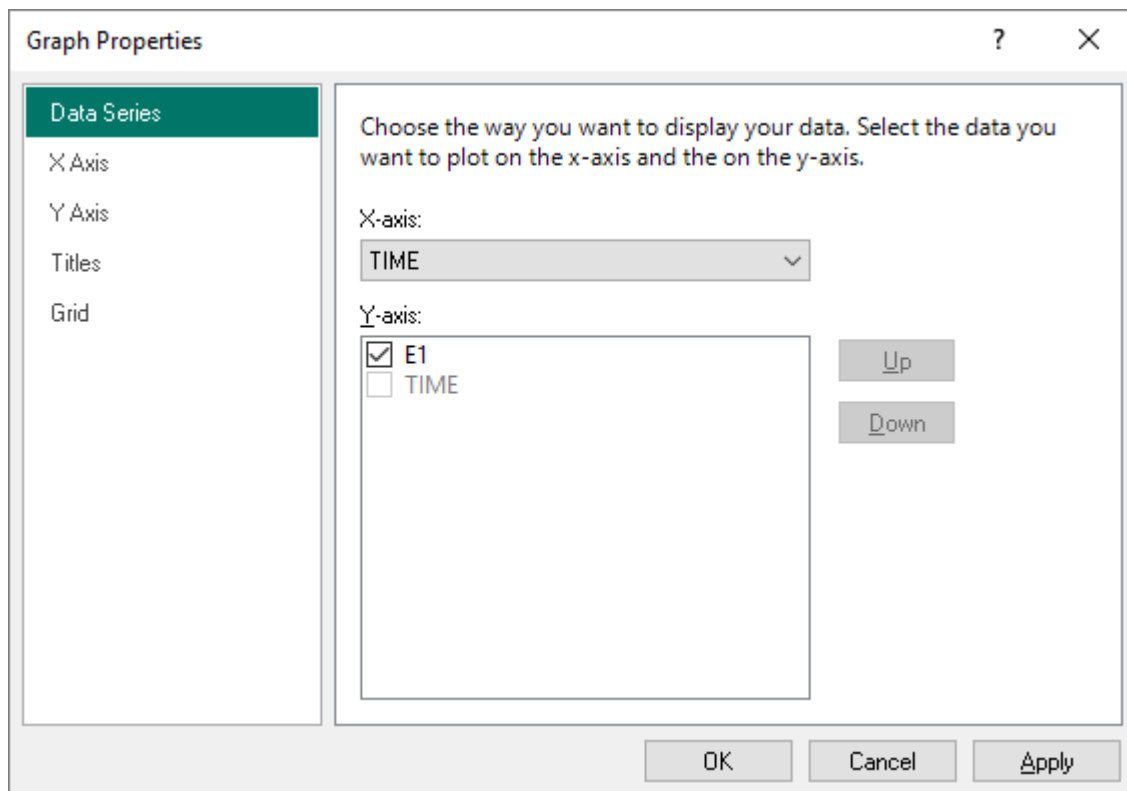 Graph Properties
?
Data Series
X Axis
Y Axis
Titles
Grid
Choose the way you want to display your data. Select the data you
want to plot on the x-axis and the on the y-axis.
X-axis:
TIME
Y-axis:
E1
TIME
Up
Down
OK
Cancel
Apply